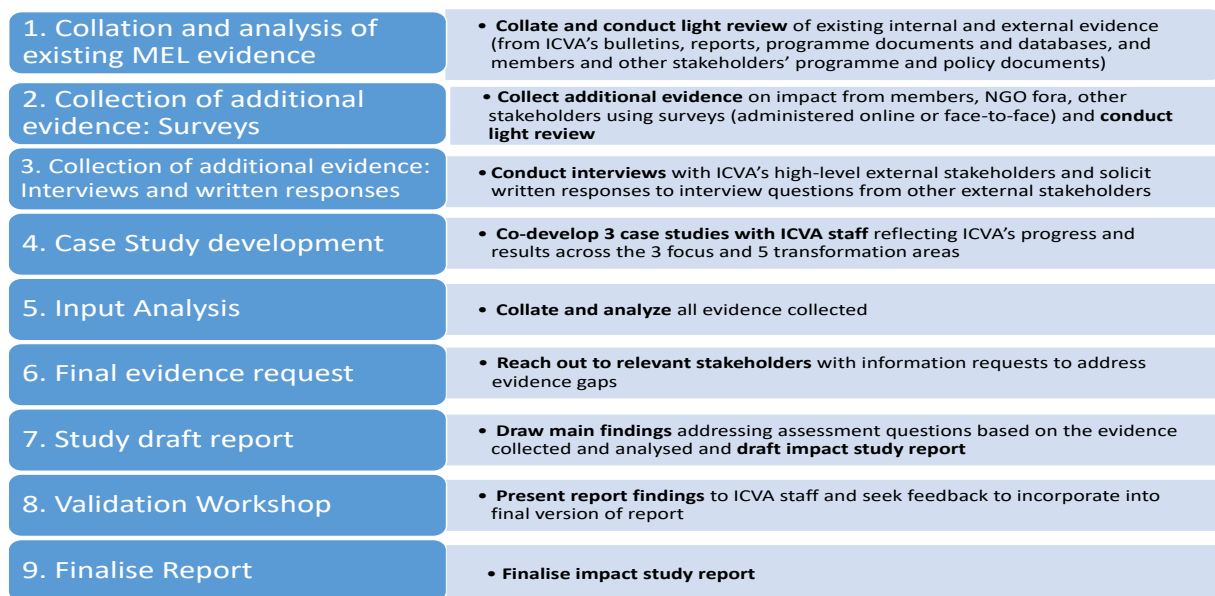 1. Collation and analysis of
existing MEL evidence
• Collate and conduct light review of existing internal and external evidence
(from ICVA's bulletins, reports, programme documents and databases, and
members and other stakeholders' programme and policy documents)
2. Collection of additional
evidence: Surveys
• Collect additional evidence on impact from members, NGO fora, other
stakeholders using surveys (administered online or face-to-face) and conduct
light review
3. Collection of additional evidence:
Interviews and written responses
• Conduct interviews with ICVA's high-level external stakeholders and solicit
written responses to interview questions from other external stakeholders
4. Case Study development
• Co-develop 3 case studies with ICVA staff reflecting ICVA's progress and
results across the 3 focus and 5 transformation areas
5. Input Analysis
• Collate and analyze all evidence collected
6. Final evidence request
• Reach out to relevant stakeholders with information requests to address
evidence gaps
7. Study draft report
• Draw main findings addressing assessment questions based on the evidence
collected and analysed and draft impact study report
8. Validation Workshop
• Present report findings to ICVA staff and seek feedback to incorporate into
final version of report
9. Finalise Report
• Finalise impact study report